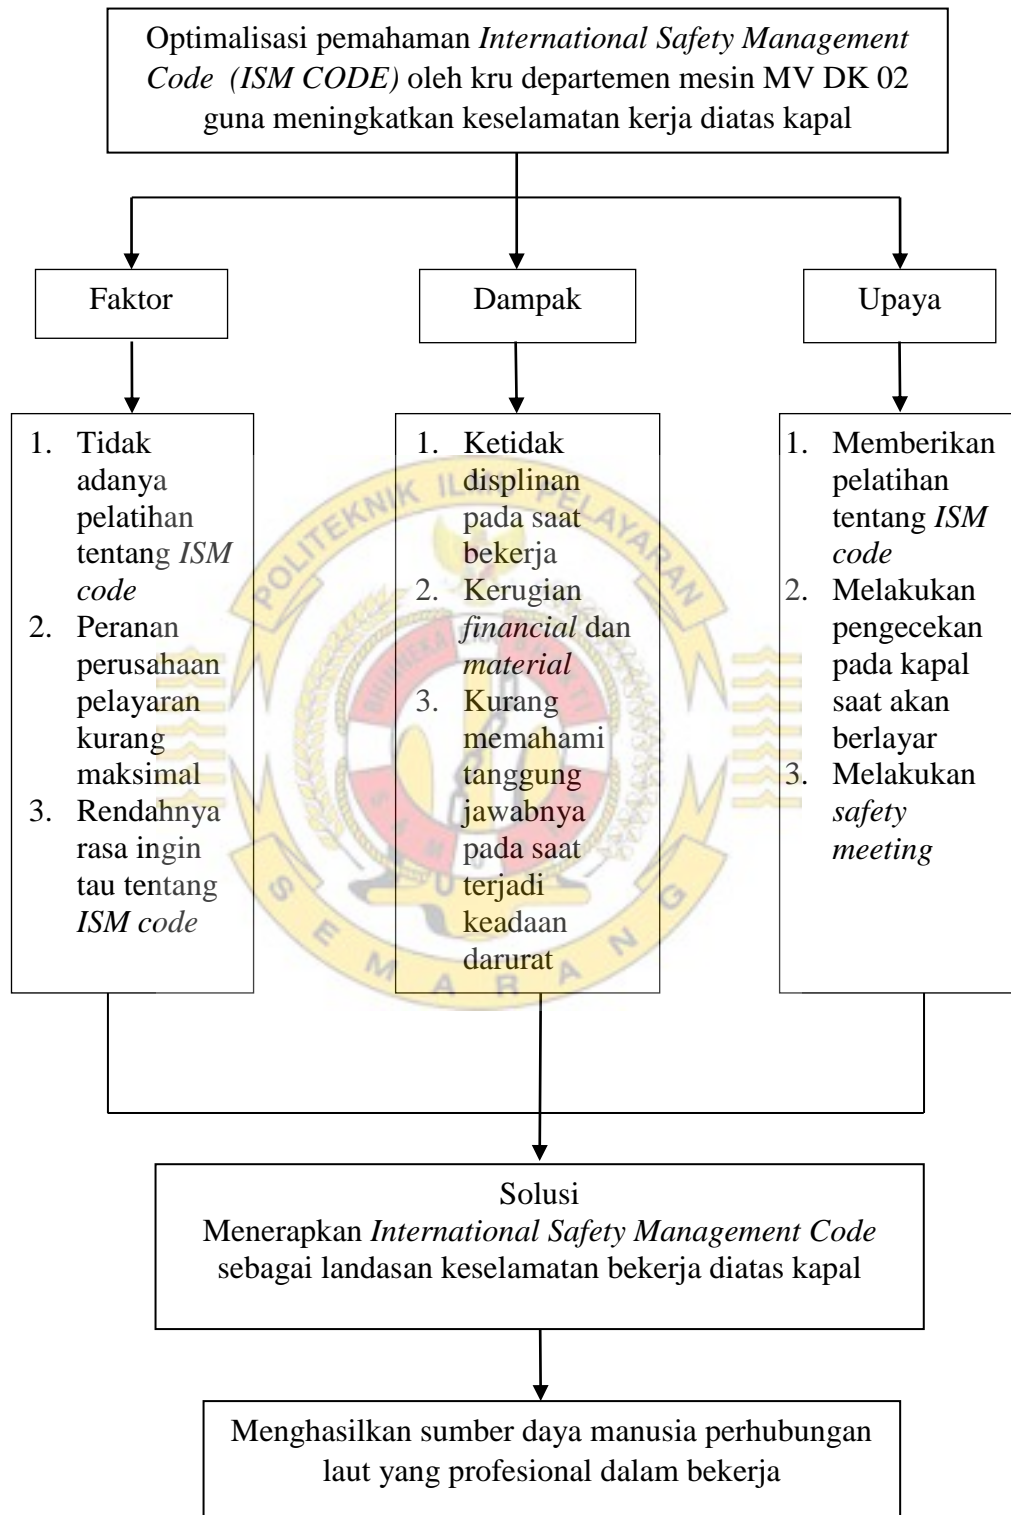 Optimalisasi pemahaman International Safety Management
Code (ISM CODE) oleh kru departemen mesin MV DK 02
guna meningkatkan keselamatan kerja diatas kapal
Faktor
Dampak
Upaya
1. Tidak
adanya
pelatihan
tentang ISM
code
2. Peranan
perusahaan
pelayaran
kurang
maksimal
3. Rendahnya
rasa ingin
tau tentang
ISM code
1. Ketidak
displinan
pada saat
bekerja
2. Kerugian
financial dan
material
3. Kurang
memahami
tanggung
jawabnya
pada saat
terjadi
keadaan
darurat
1. Memberikan
pelatihan
tentang ISM
code
2. Melakukan
pengecekan
pada kapal
saat akan
berlayar
3. Melakukan
safety
meeting
POLITEKNIK ILMU PELAYARAN
SEMARANG
Solusi
Menerapkan International Safety Management Code
sebagai landasan keselamatan bekerja diatas kapal
Menghasilkan sumber daya manusia perhubungan
laut yang profesional dalam bekerja